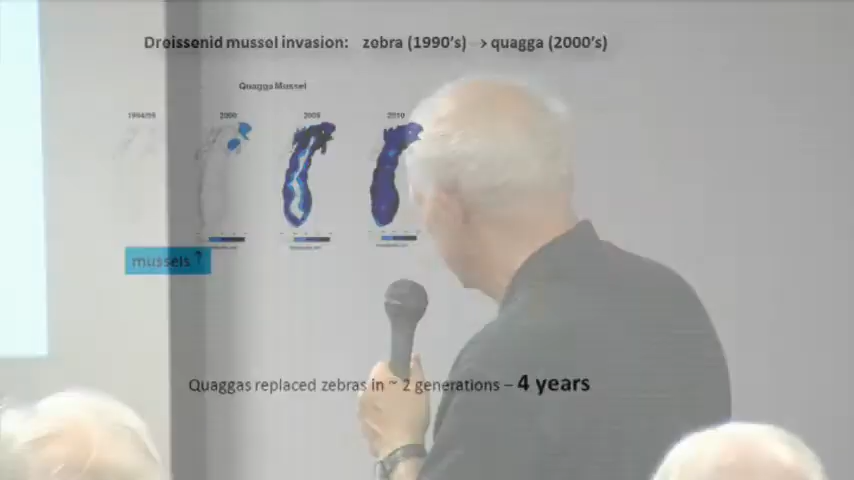 Dreissenid mussel invasion: zebra (1990's) → quagga (2000's)
Quagga Mussel
1994/95 2000 2005 2010
mussels ?
Quaggas replaced zebras in ~ 2 generations – 4 years